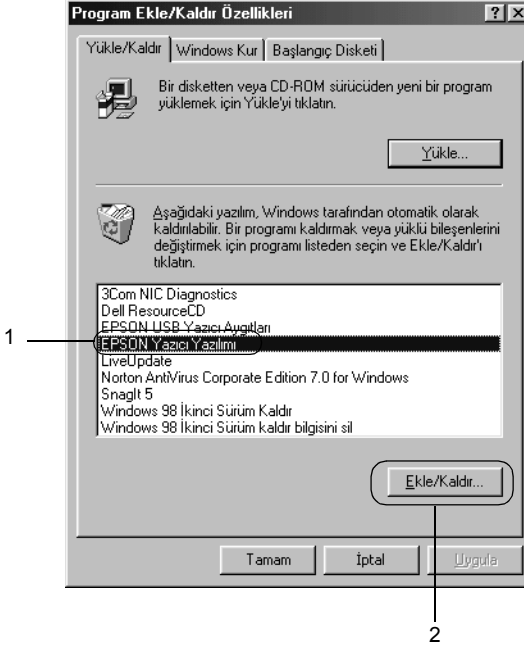 Program Ekle/Kaldır Özellikleri
Yükle/Kaldır Windows Kur Başlangıç Disketi
Bir disketten veya CD-ROM sürücüden yeni bir program
yüklemek için Yükle'yi tıklatın.
Yükle...
Aşağıdaki yazılım, Windows tarafından otomatik olarak
kaldırılabilir. Bir programı kaldırmak veya yüklü bileşenlerini
değiştirmek için programı listeden seçin ve Ekle/Kaldır'ı
tıklatın.
3Com NIC Diagnostics
Dell ResourceCD
EPSON USB Yazıcı Aygıtları
1
EPSON Yazıcı Yazılımı
LiveUpdate
Norton AntiVirus Corporate Edition 7.0 for Windows
SnagIt 5
Windows 98 İkinci Sürüm Kaldır
Windows 98 İkinci Sürüm kaldır bilgisini sil
Ekle/Kaldır...
Tamam İptal Uygula
2